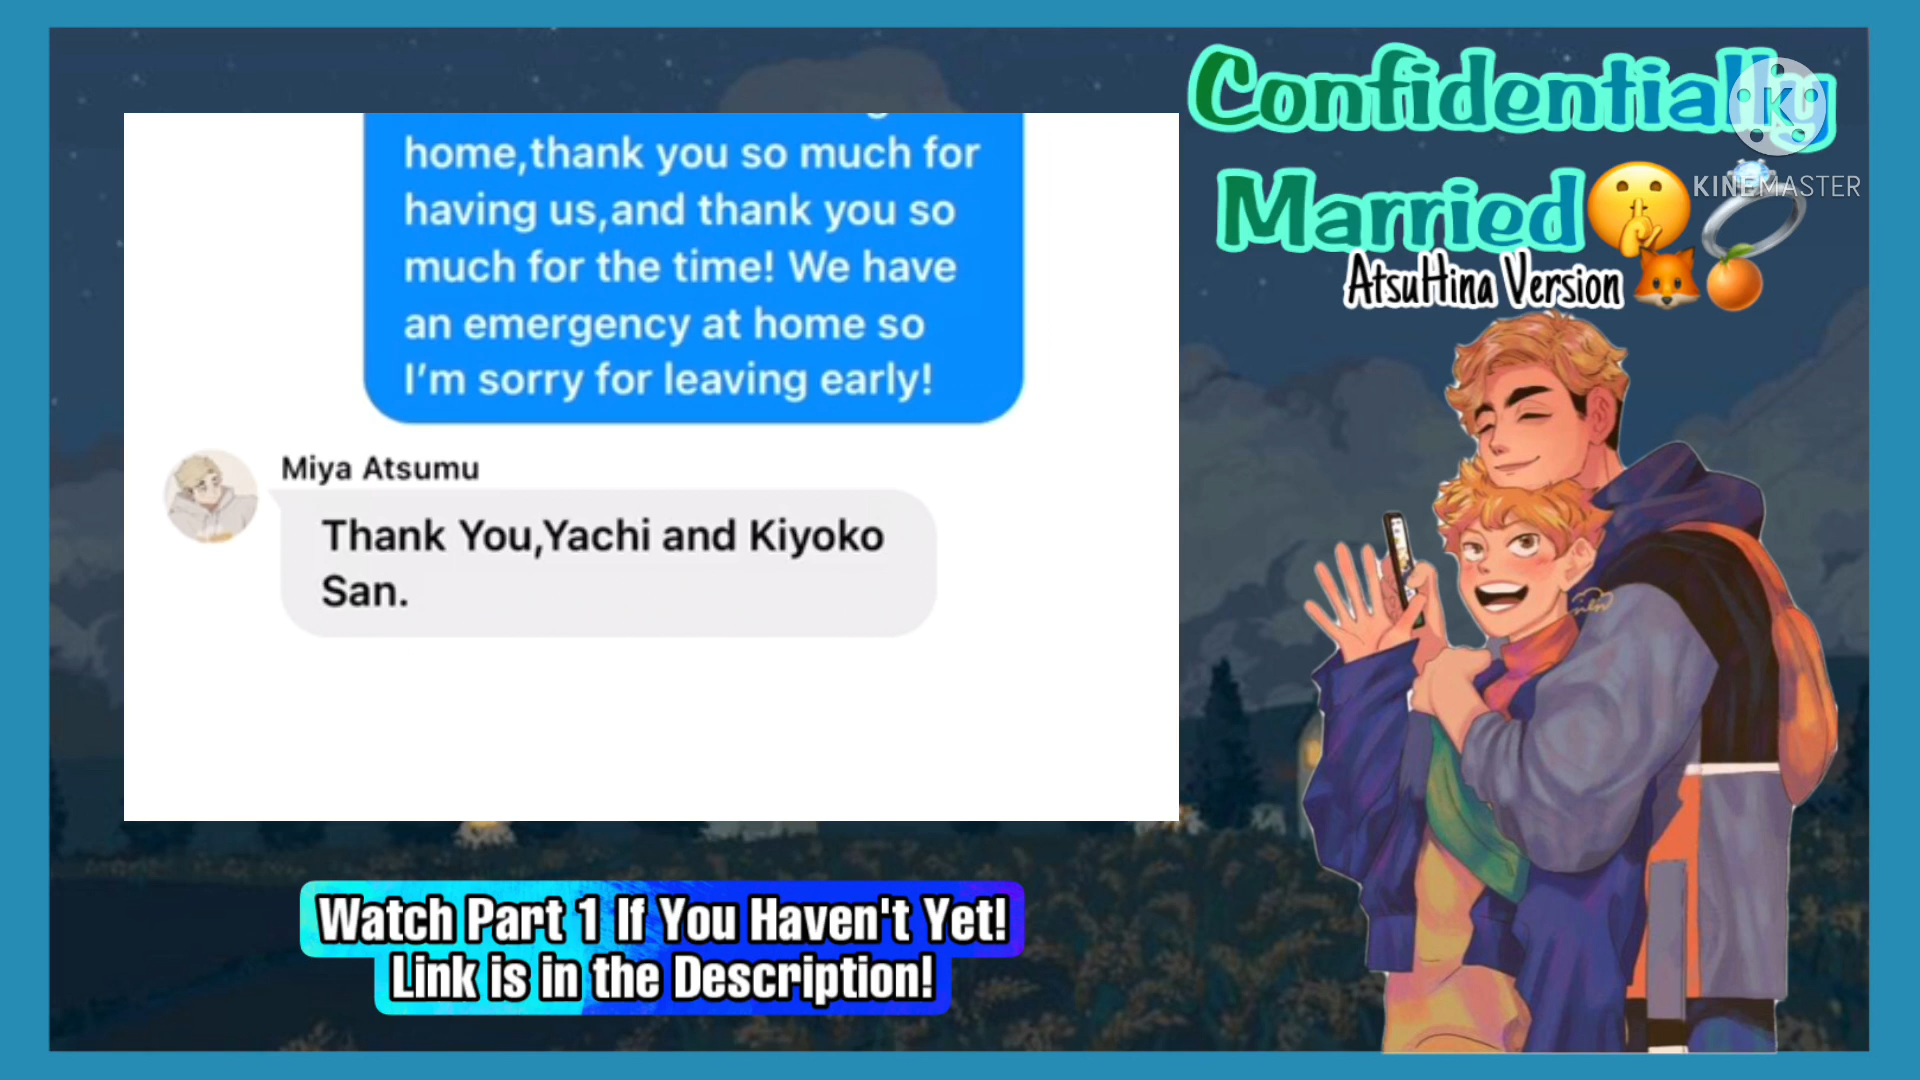 Confidentially
Married
KINEMASTER
AtsuHina Version
home,thank you so much for
having us,and thank you so
much for the time! We have
an emergency at home so
I'm sorry for leaving early!
Miya Atsumu
Thank You,Yachi and Kiyoko
San.
Watch Part 1 If You Haven't Yet!
Link is in the Description!